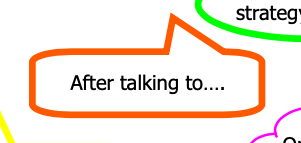 strategy
After talking to….